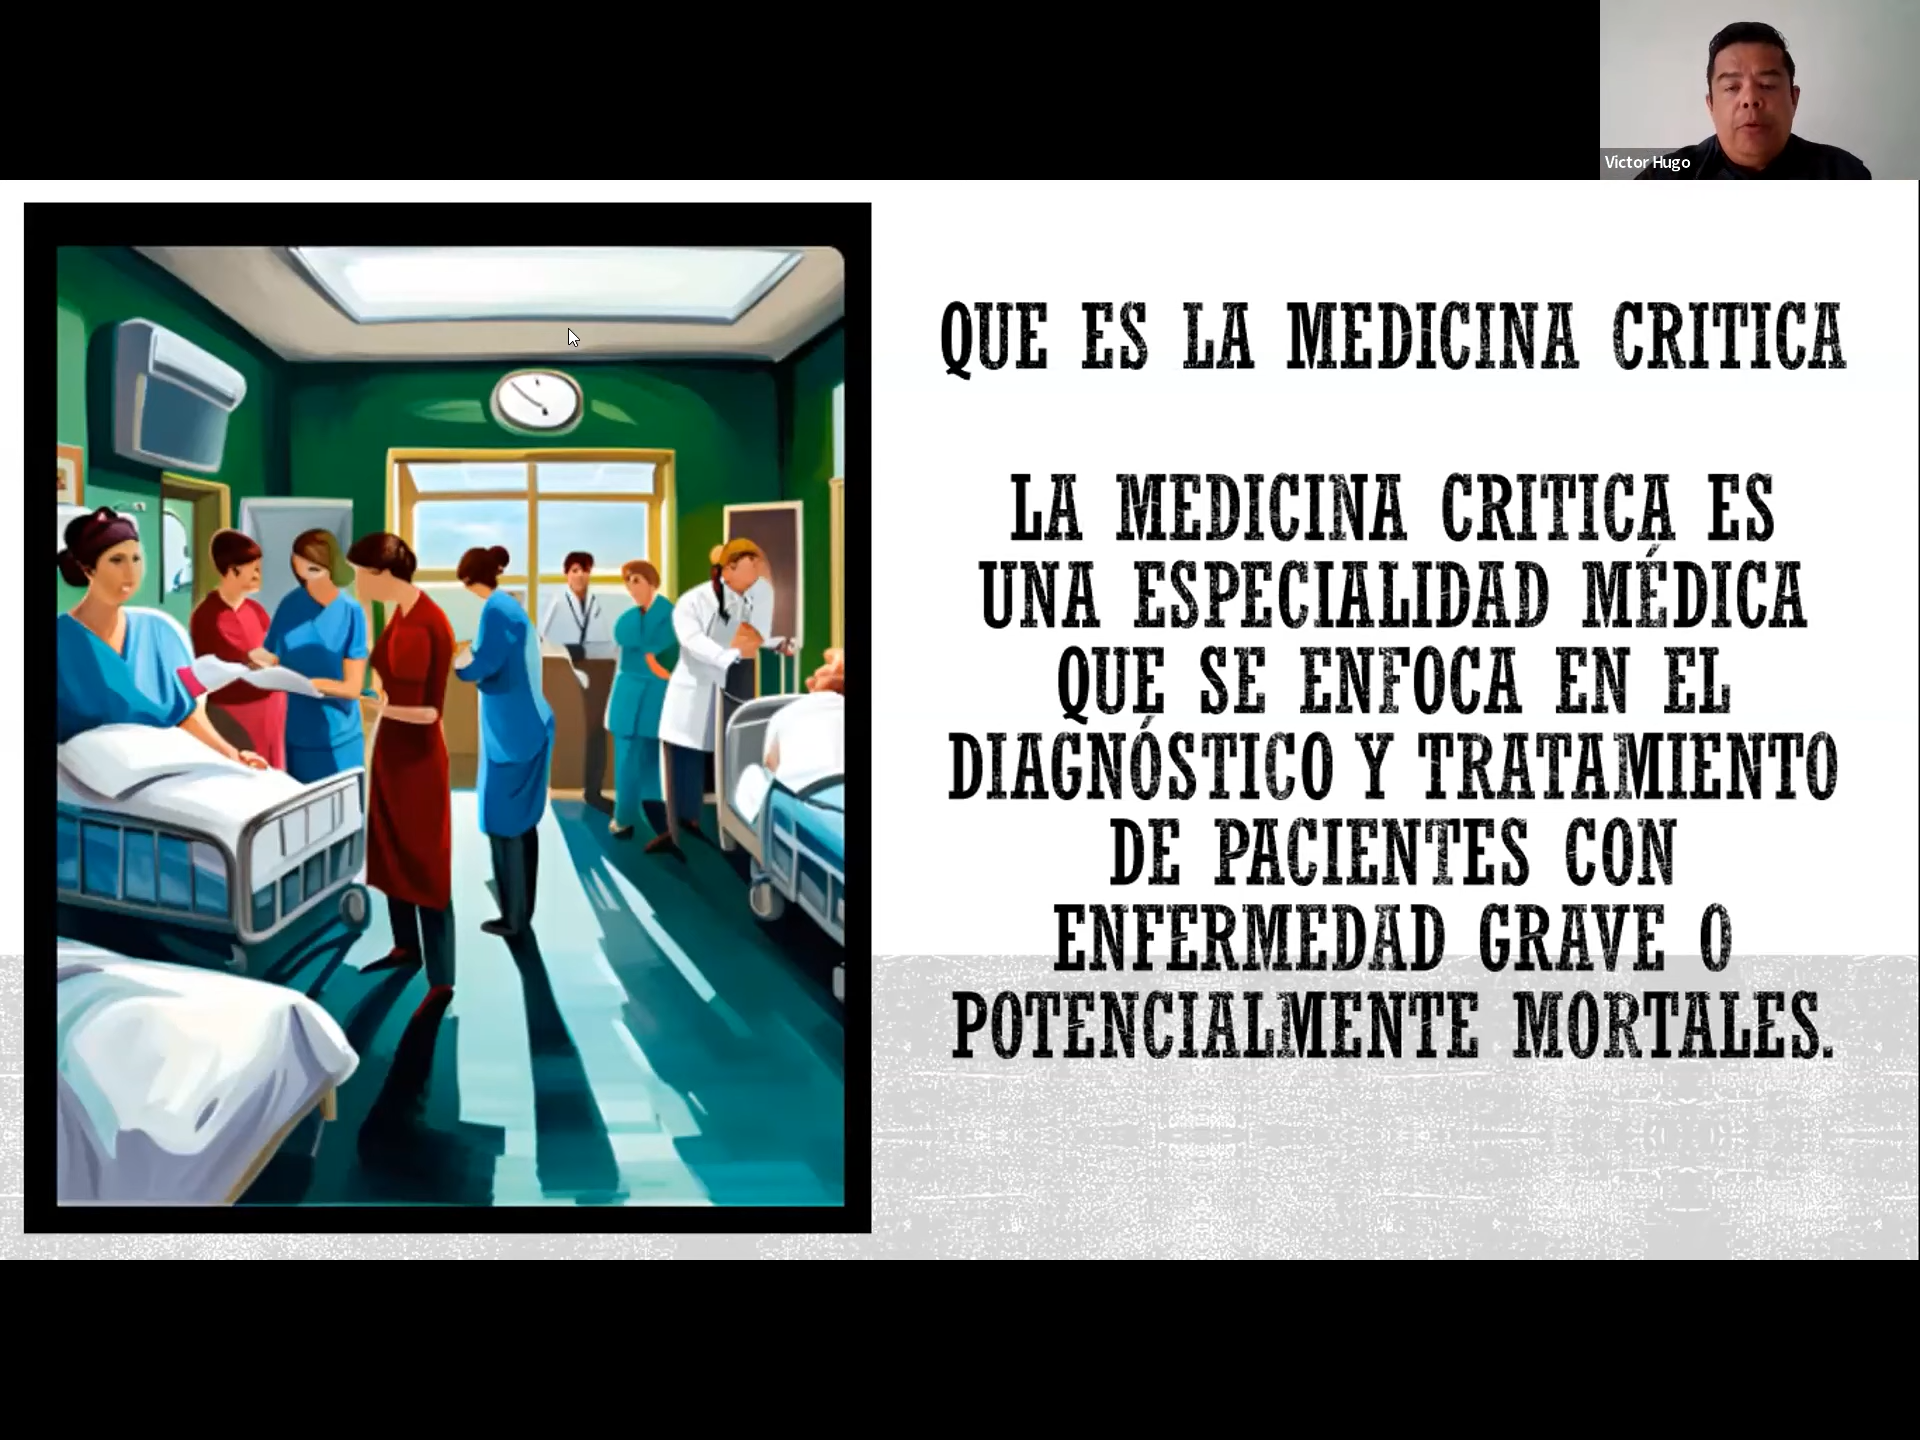 Victor Hugo
QUE ES LA MEDICINA CRITICA
LA MEDICINA CRITICA ES
UNA ESPECIALIDAD MÉDICA
QUE SE ENFOCA EN EL
DIAGNÓSTICO Y TRATAMIENTO
DE PACIENTES CON
ENFERMEDAD GRAVE O
POTENCIALMENTE MORTALES.